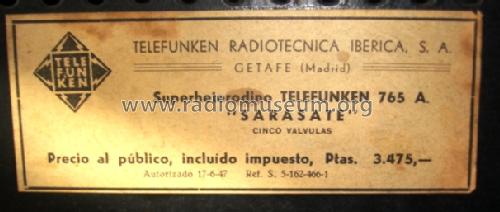 TELE
FUN
KEN
TELEFUNKEN RADIOTECNICA IBERICA, S. A.
GETAFE (Madrid)
Superheterodino TELEFUNKEN 765 A.
www.radiomuseum.org
"SARASATE"
CINCO VALVULAS
Precio al público, incluído impuesto, Ptas. 3.475,—
Autorizado 17-6-47 Ref. S. 5-162-466-1